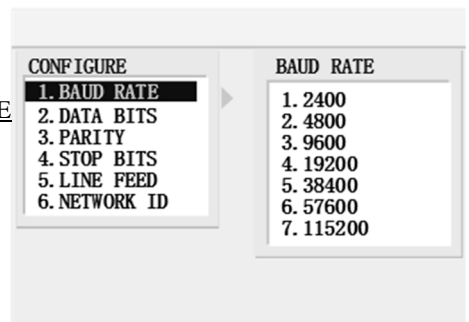 CONFIGURE
1. BAUD RATE
2. DATA BITS
3. PARITY
4. STOP BITS
5. LINE FEED
6. NETWORK ID
E
BAUD RATE
1. 2400
2. 4800
3. 9600
4. 19200
5. 38400
6. 57600
7. 115200